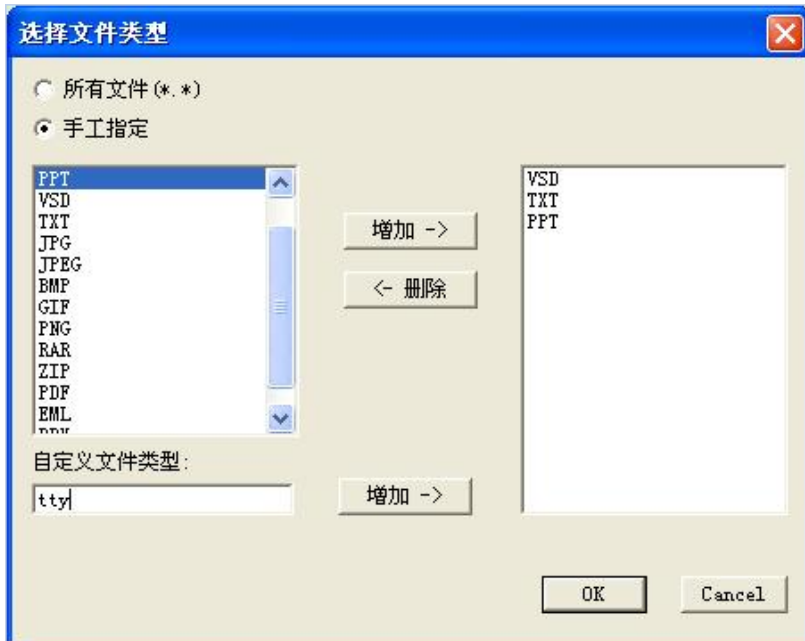 选择文件类型
所有文件(*.*)
手工指定
PPT
VSD
TXT
JPG
JPEG
BMP
GIF
PNG
RAR
ZIP
PDF
EML
增加 ->
<- 删除
VSD
TXT
PPT
自定义文件类型:
tty
增加 ->
OK
Cancel